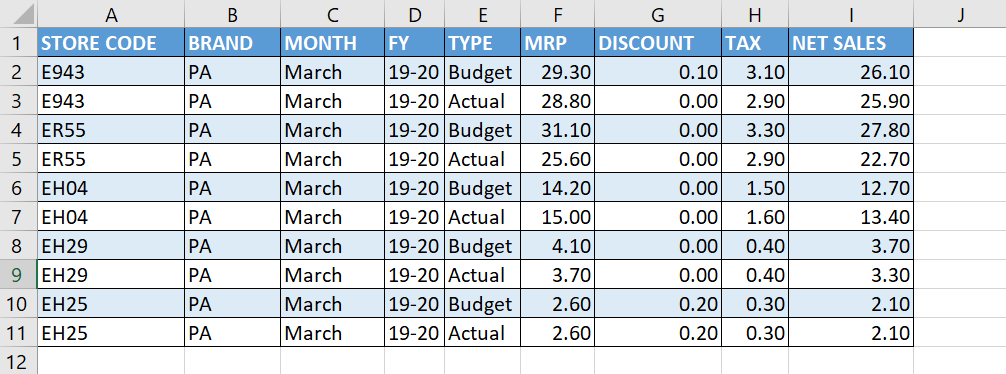 A B C D E F G H I J
1 STORE CODE BRAND MONTH FY TYPE MRP DISCOUNT TAX NET SALES
2 E943 PA March 19-20 Budget 29.30 0.10 3.10 26.10
3 E943 PA March 19-20 Actual 28.80 0.00 2.90 25.90
4 ER55 PA March 19-20 Budget 31.10 0.00 3.30 27.80
5 ER55 PA March 19-20 Actual 25.60 0.00 2.90 22.70
6 EH04 PA March 19-20 Budget 14.20 0.00 1.50 12.70
7 EH04 PA March 19-20 Actual 15.00 0.00 1.60 13.40
8 EH29 PA March 19-20 Budget 4.10 0.00 0.40 3.70
9 EH29 PA March 19-20 Actual 3.70 0.00 0.40 3.30
10 EH25 PA March 19-20 Budget 2.60 0.20 0.30 2.10
11 EH25 PA March 19-20 Actual 2.60 0.20 0.30 2.10
12